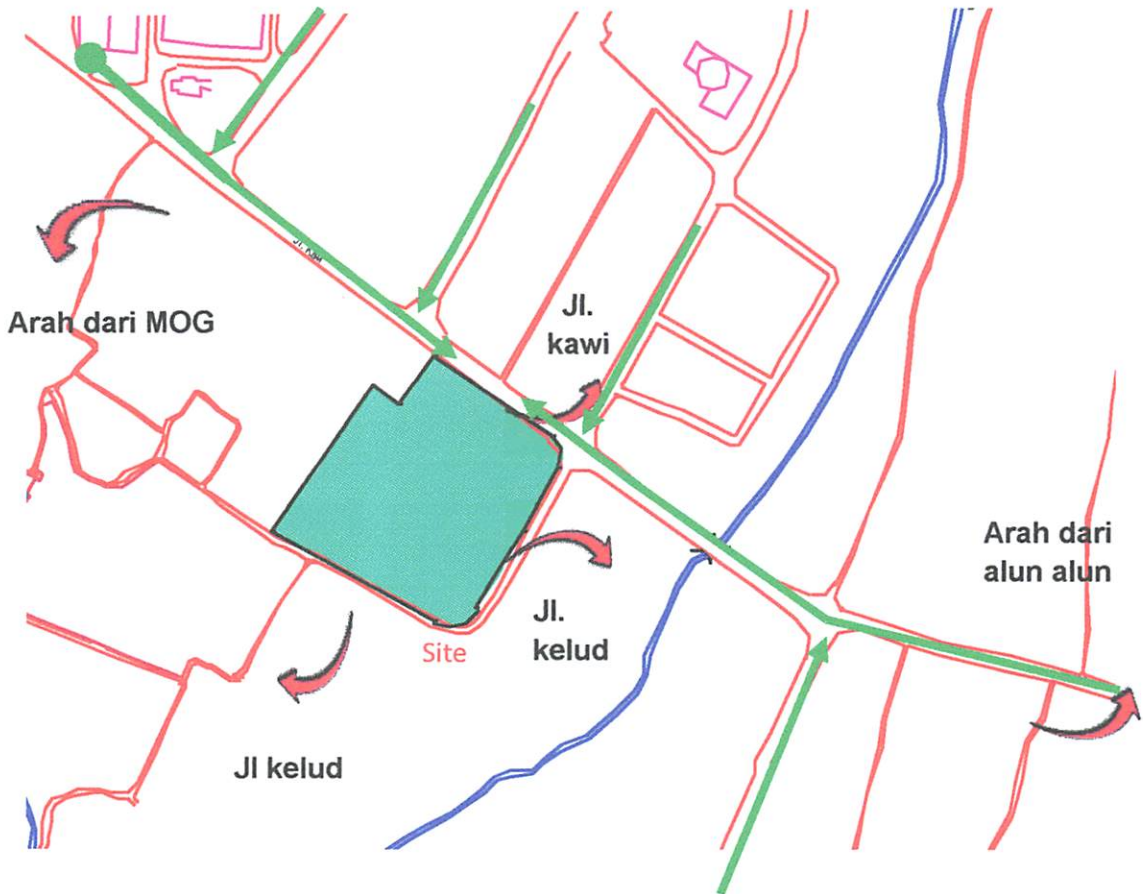 Arah dari MOG
Jl.
kawi
Arah dari
alun alun
Jl.
kelud
Site
Jl kelud